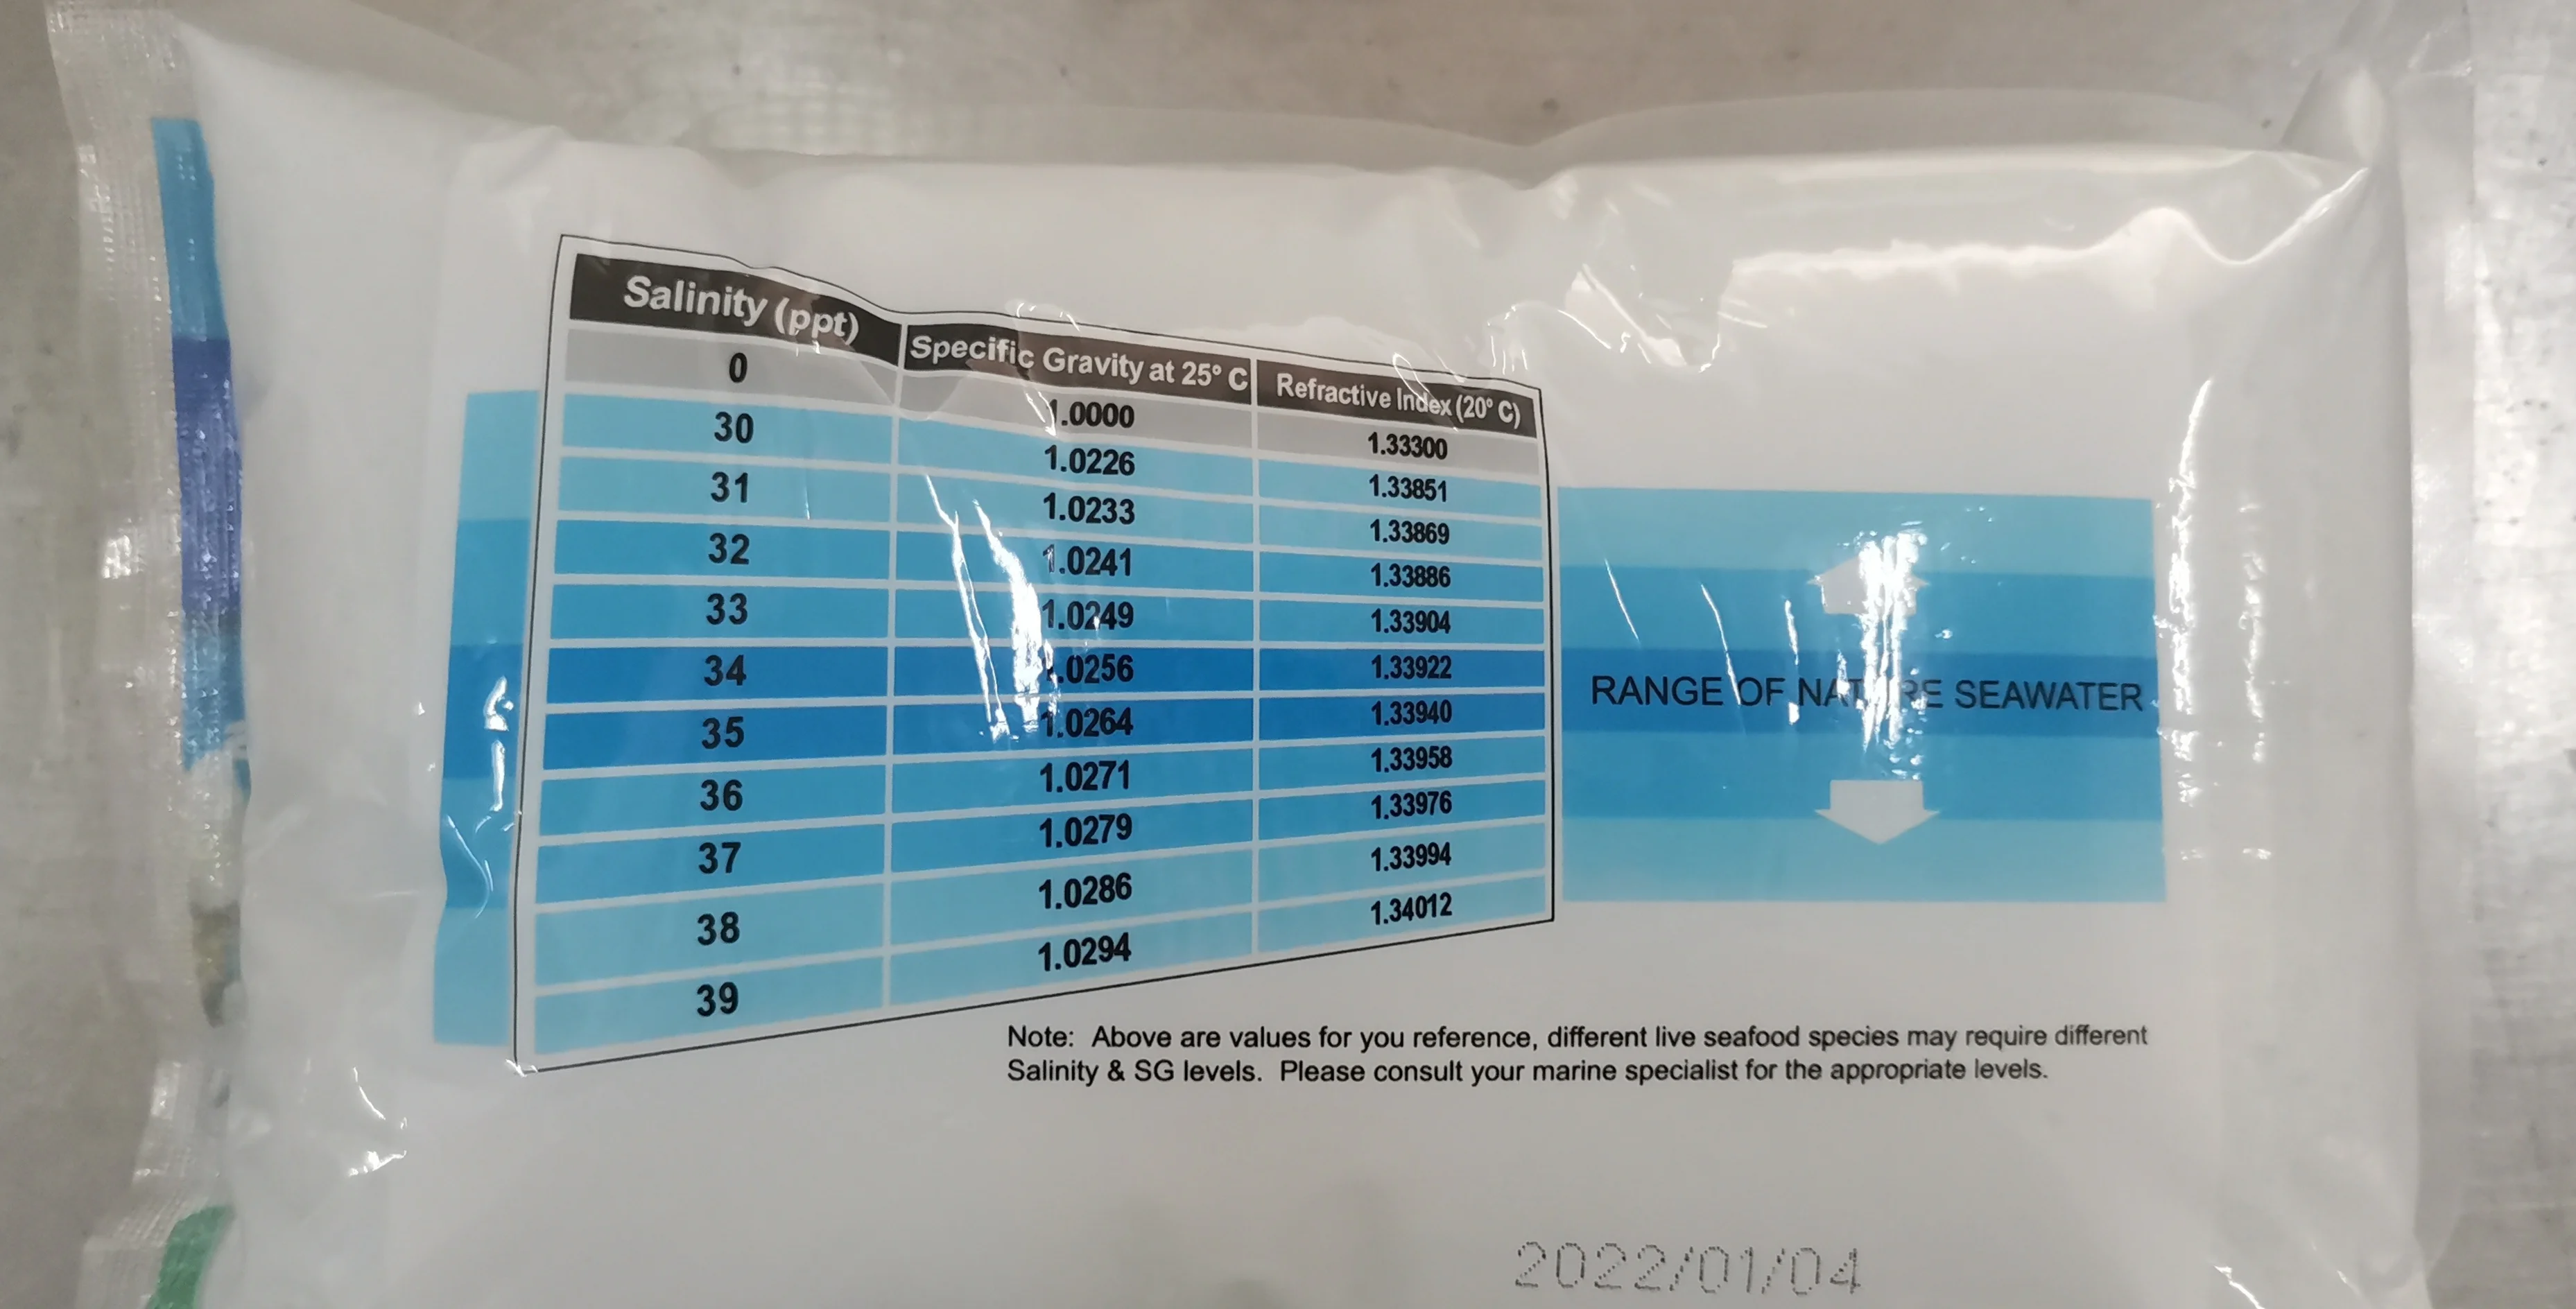 Salinity (ppt) Specific Gravity at 25° C Refractive Index (20° C)
0 1.0000 1.33300
30 1.0226 1.33851
31 1.0233 1.33869
32 1.0241 1.33886
33 1.0249 1.33904
34 1.0256 1.33922
35 1.0264 1.33940
36 1.0271 1.33958
37 1.0279 1.33976
38 1.0286 1.33994
39 1.0294 1.34012
RANGE OF NATURE SEAWATER
Note: Above are values for you reference, different live seafood species may require different
Salinity & SG levels. Please consult your marine specialist for the appropriate levels.
2022/01/04